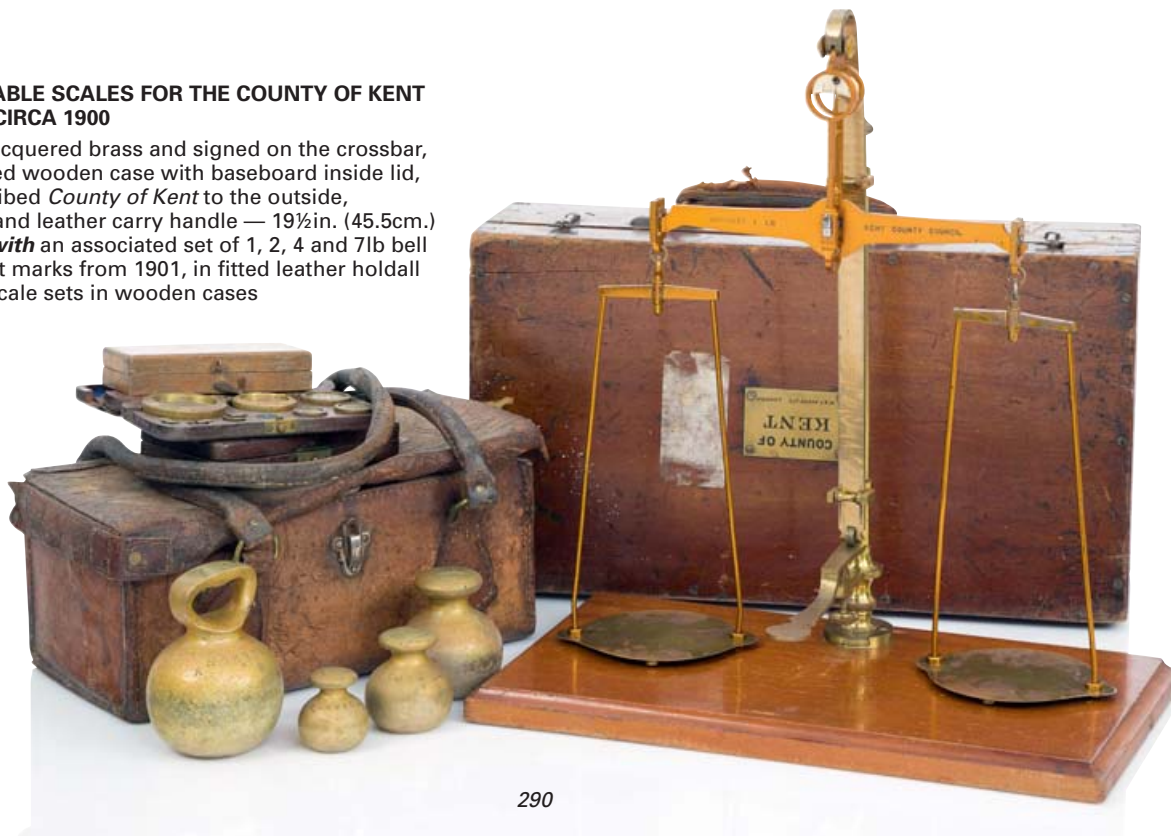 ABLE SCALES FOR THE COUNTY OF KENT
CIRCA 1900
cquered brass and signed on the crossbar,
ed wooden case with baseboard inside lid,
ibed County of Kent to the outside,
and leather carry handle — 19½in. (45.5cm.)
with an associated set of 1, 2, 4 and 7lb bell
t marks from 1901, in fitted leather holdall
cale sets in wooden cases
1 LB
KENT COUNTY COUNCIL
COUNTY OF
KENT
290